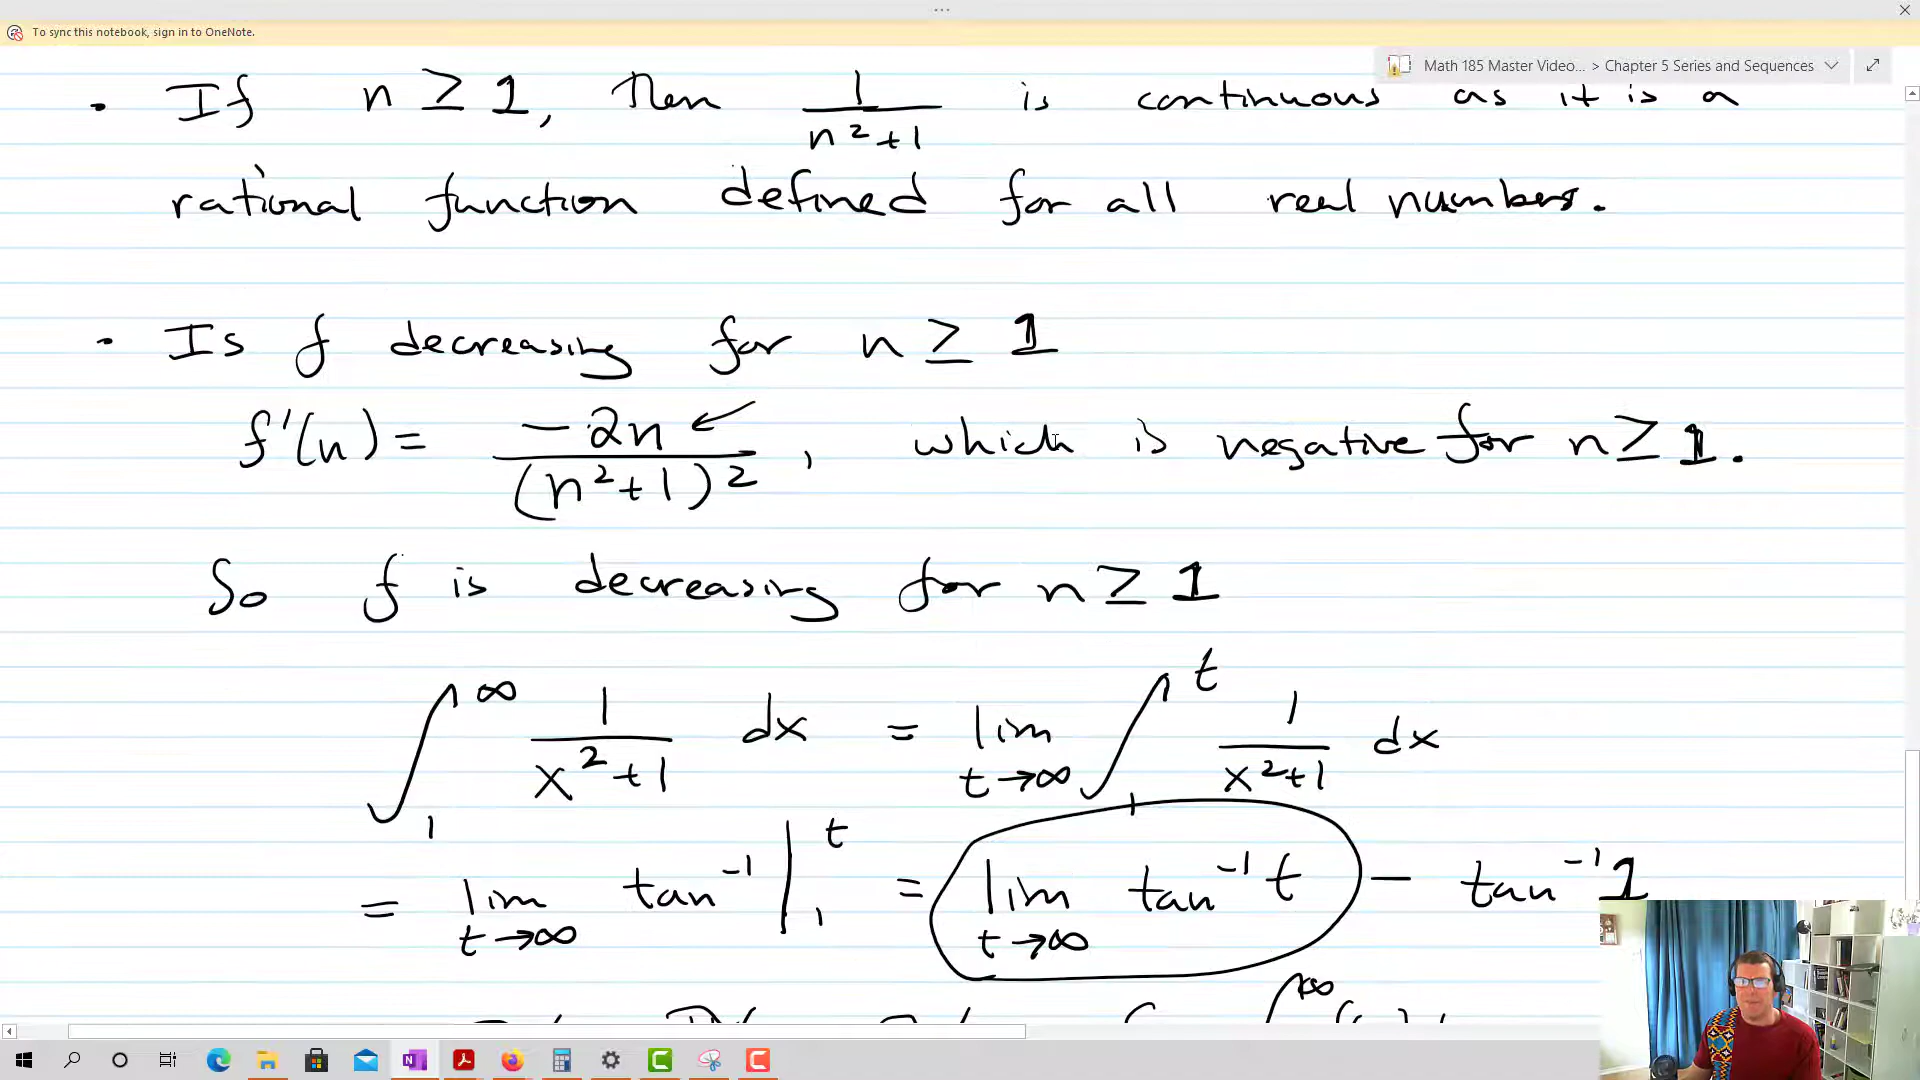 To sync this notebook, sign in to OneNote.
Math 185 Master Video... > Chapter 5 Series and Sequences
• If n ≥ 1, then 1/(n²+1) is continuous as it is a
rational function defined for all real numbers.
• Is f decreasing for n ≥ 1
f'(n) = -2n/(n²+1)², which is negative for n ≥ 1.
So f is decreasing for n ≥ 1
∫₁^∞ 1/(x²+1) dx = lim t→∞ ∫₁^t 1/(x²+1) dx
= lim t→∞ tan⁻¹ |₁^t = lim t→∞ tan⁻¹ t - tan⁻¹ 1